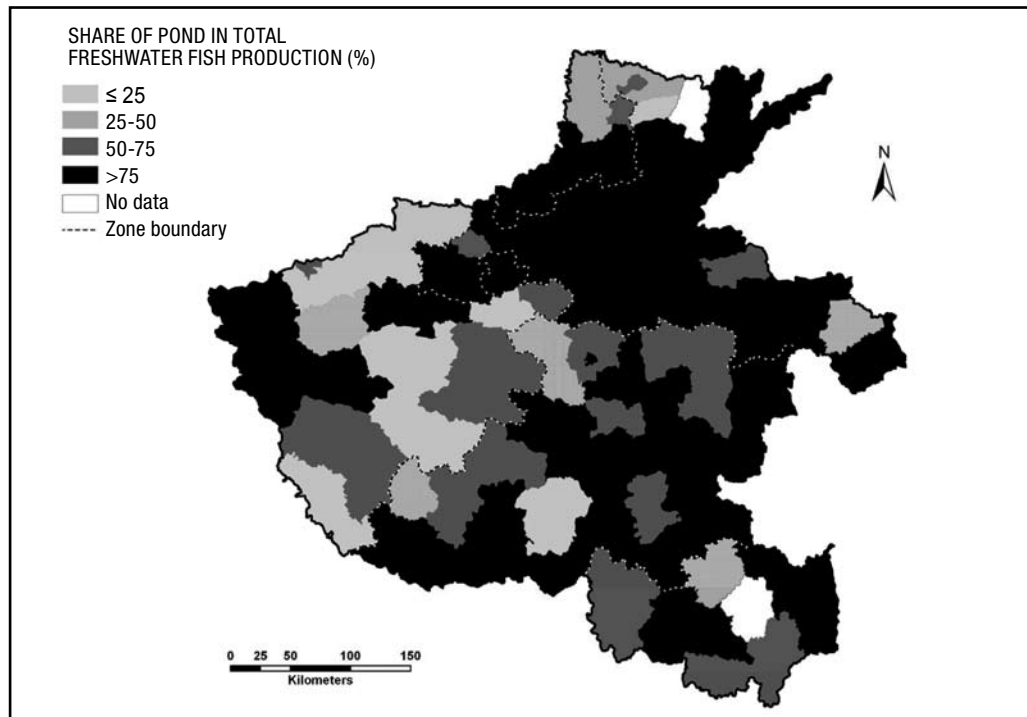 SHARE OF POND IN TOTAL
FRESHWATER FISH PRODUCTION (%)
≤ 25
25-50
50-75
>75
No data
Zone boundary
N
0 25 50 100 150
Kilometers